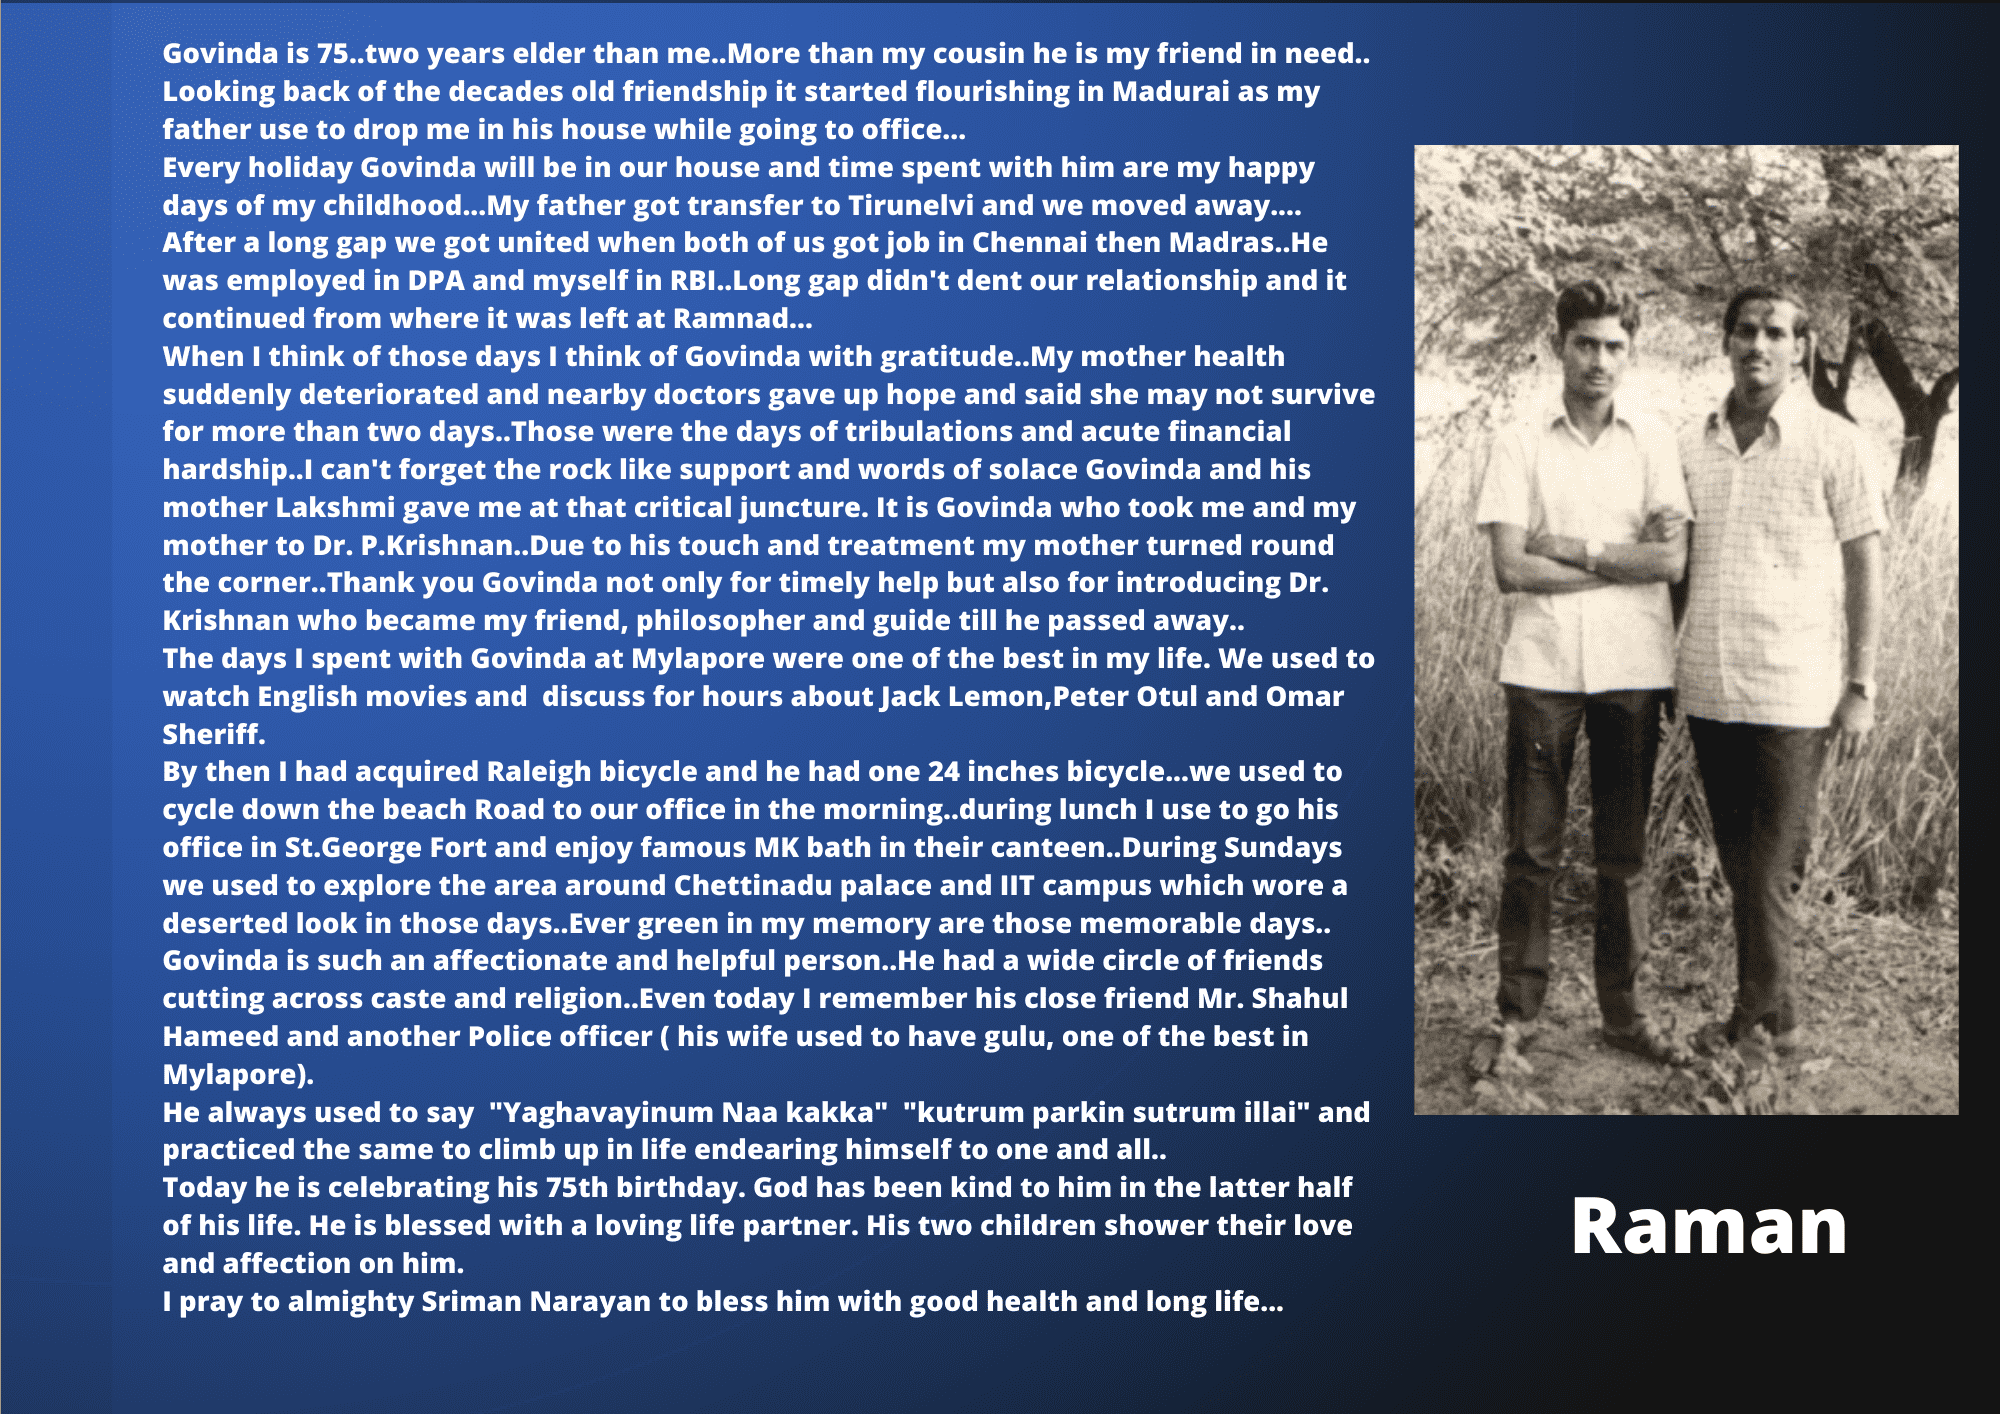 Govinda is 75..two years elder than me..More than my cousin he is my friend in need..
Looking back of the decades old friendship it started flourishing in Madurai as my
father use to drop me in his house while going to office...
Every holiday Govinda will be in our house and time spent with him are my happy
days of my childhood...My father got transfer to Tirunelvi and we moved away....
After a long gap we got united when both of us got job in Chennai then Madras..He
was employed in DPA and myself in RBI..Long gap didn't dent our relationship and it
continued from where it was left at Ramnad...
When I think of those days I think of Govinda with gratitude..My mother health
suddenly deteriorated and nearby doctors gave up hope and said she may not survive
for more than two days..Those were the days of tribulations and acute financial
hardship..I can't forget the rock like support and words of solace Govinda and his
mother Lakshmi gave me at that critical juncture. It is Govinda who took me and my
mother to Dr. P.Krishnan..Due to his touch and treatment my mother turned round
the corner..Thank you Govinda not only for timely help but also for introducing Dr.
Krishnan who became my friend, philosopher and guide till he passed away..
The days I spent with Govinda at Mylapore were one of the best in my life. We used to
watch English movies and  discuss for hours about Jack Lemon,Peter Otul and Omar
Sheriff.
By then I had acquired Raleigh bicycle and he had one 24 inches bicycle...we used to
cycle down the beach Road to our office in the morning..during lunch I use to go his
office in St.George Fort and enjoy famous MK bath in their canteen..During Sundays
we used to explore the area around Chettinadu palace and IIT campus which wore a
deserted look in those days..Ever green in my memory are those memorable days..
Govinda is such an affectionate and helpful person..He had a wide circle of friends
cutting across caste and religion..Even today I remember his close friend Mr. Shahul
Hameed and another Police officer ( his wife used to have gulu, one of the best in
Mylapore).
He always used to say  "Yaghavayinum Naa kakka"  "kutrum parkin sutrum illai" and
practiced the same to climb up in life endearing himself to one and all..
Today he is celebrating his 75th birthday. God has been kind to him in the latter half
of his life. He is blessed with a loving life partner. His two children shower their love
and affection on him.
I pray to almighty Sriman Narayan to bless him with good health and long life...
Raman